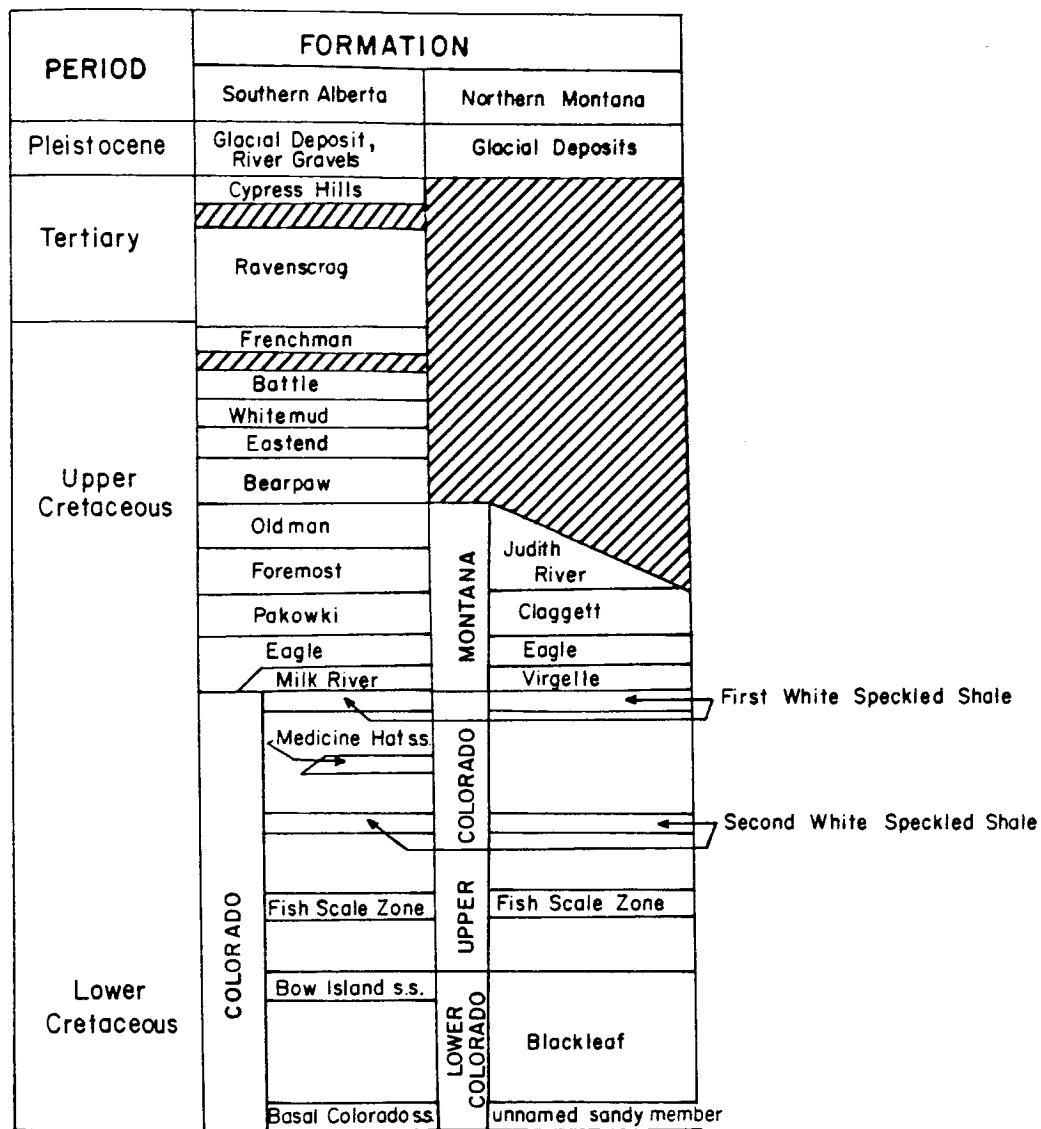 PERIOD
FORMATION
Southern Alberta
Northern Montana
Pleistocene
Glacial Deposit,
River Gravels
Glacial Deposits
Tertiary
Cypress Hills
Ravenscrag
Upper
Cretaceous
Frenchman
Battle
Whitemud
Eastend
Bearpaw
Oldman
Foremost
Pakowki
Eagle
Milk River
MONTANA
Judith
River
Claggett
Eagle
Virgelle
First White Speckled Shale
Medicine Hat s.s.
Second White Speckled Shale
COLORADO
UPPER COLORADO
Fish Scale Zone
Fish Scale Zone
Lower
Cretaceous
Bow Island s.s.
LOWER
COLORADO
Blackleaf
Basal Colorado s.s.
unnamed sandy member